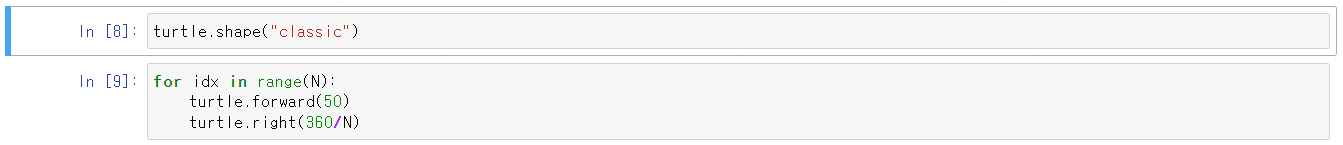 In [8]: turtle.shape("classic")
In [9]: for idx in range(N):
    turtle.forward(50)
    turtle.right(360/N)